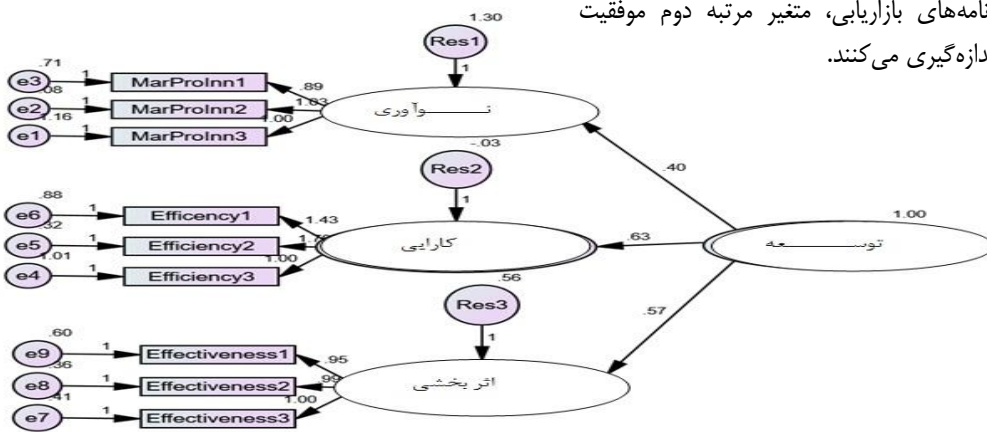 نامه‌های بازاریابی، متغیر مرتبه دوم موفقیت
دازه‌گیری می‌کنند.
1.30
Res1
1
.71
e3 1 MarProInn1 .89
.08
e2 1 MarProInn2 1.03
نـــــوآوری
1.16
e1 1 MarProInn3 1.00
-.03
Res2
1
.40
.88
e6 1 Efficency1 1.43
.32
e5 1 Efficiency2
کارایی
.63
1.00
توســــــعه
1.01
e4 1 Efficiency3 1.00
.56
Res3
1
.57
.60
e9 1 Effectiveness1 .95
.36
e8 1 Effectiveness2 .99
اثر بخشی
.41
e7 1 Effectiveness3 1.00